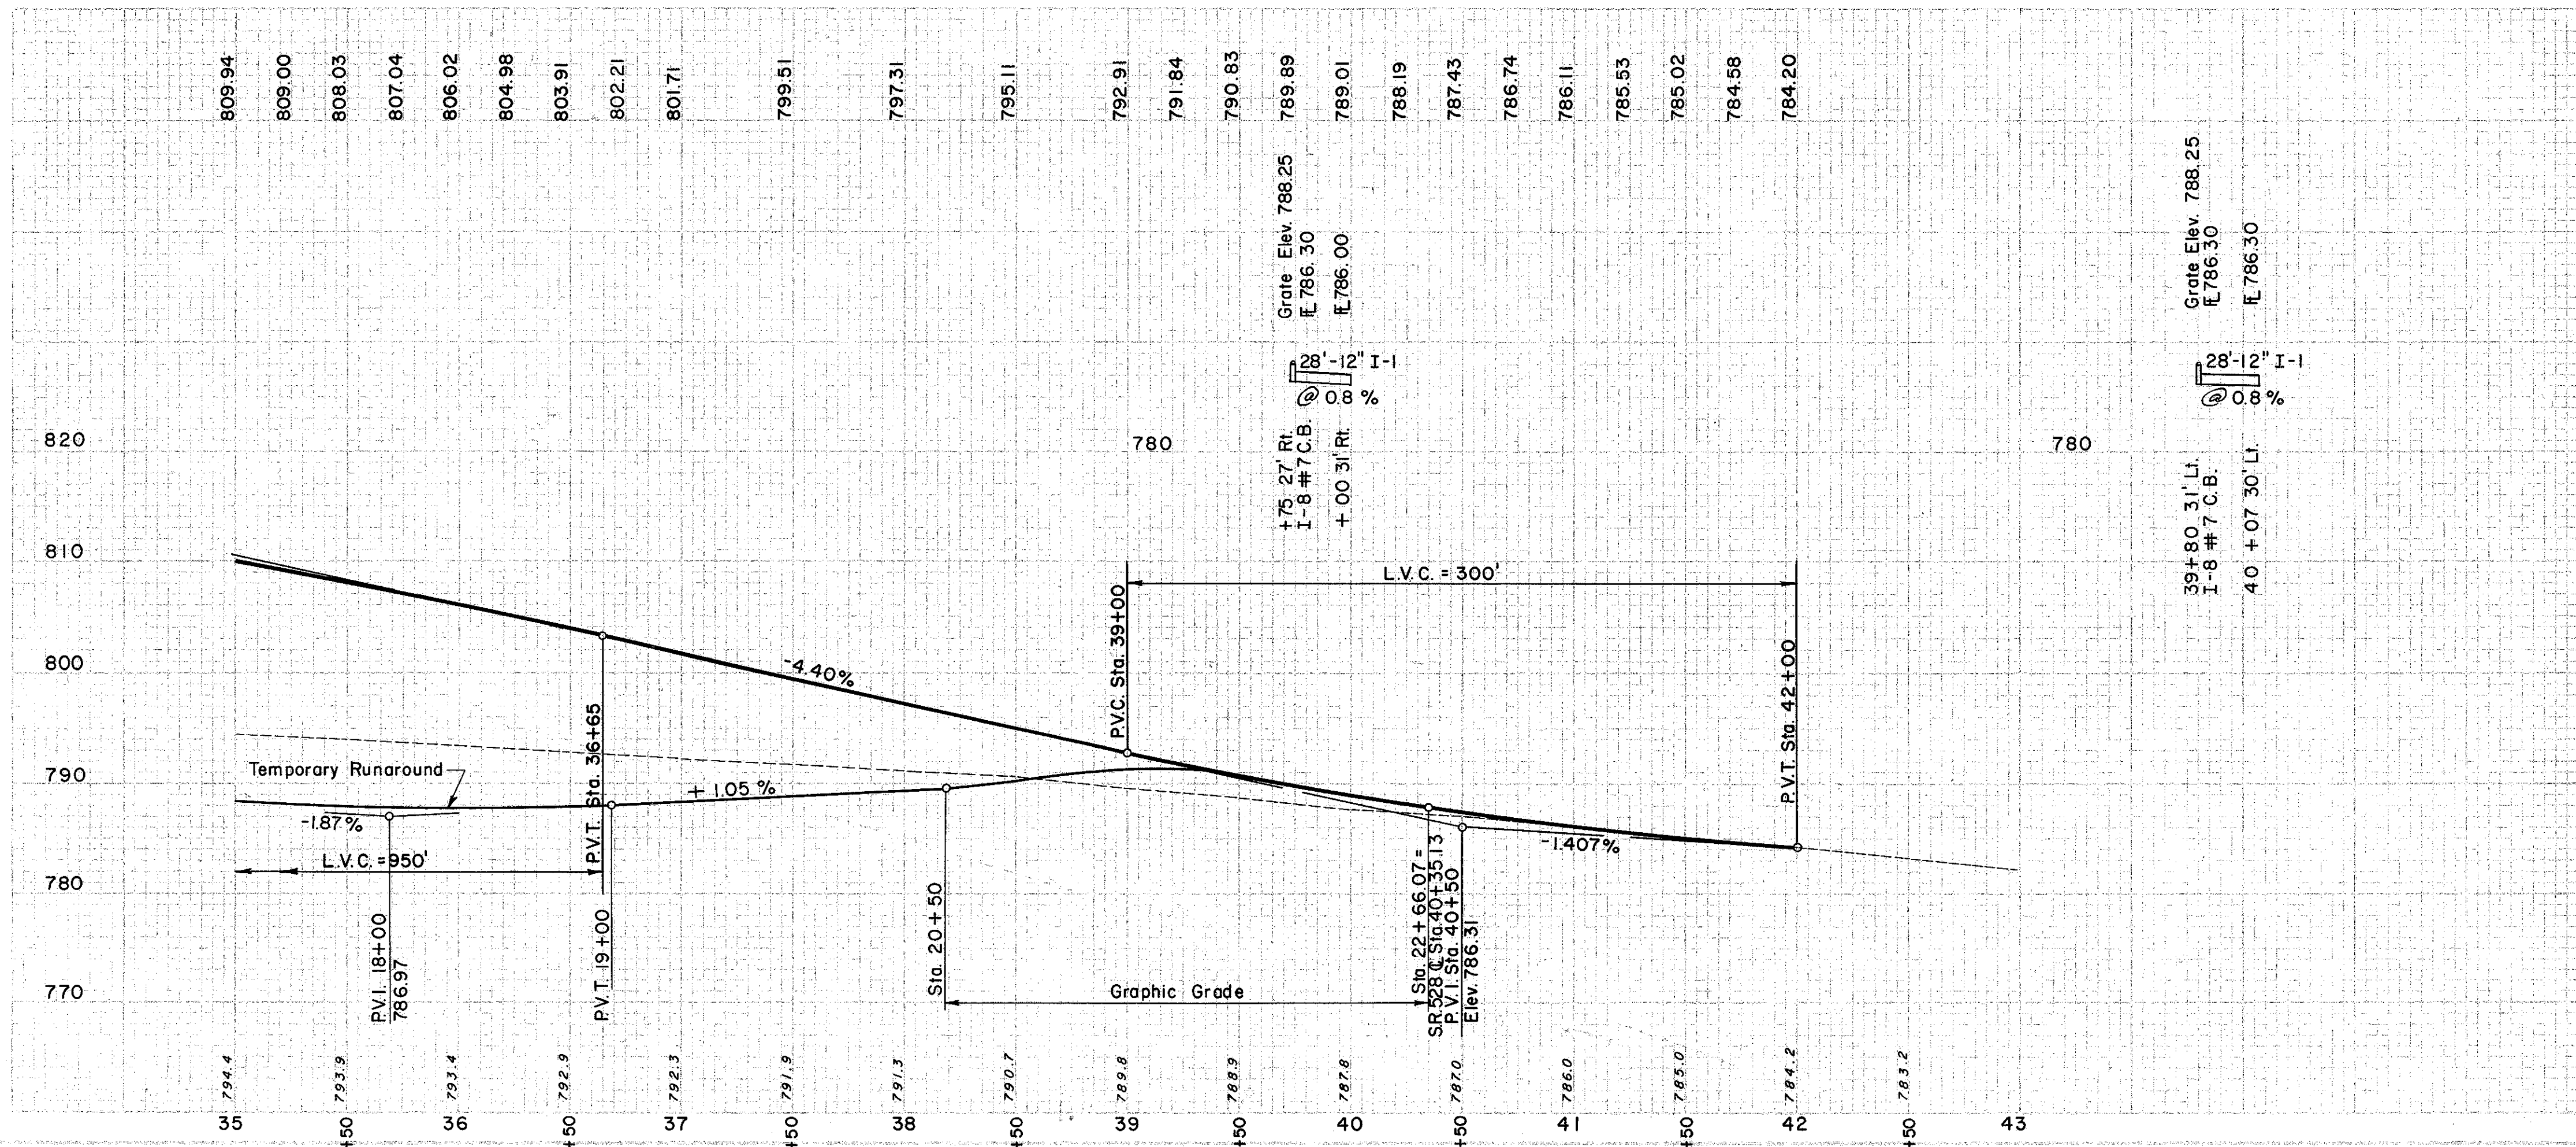 809.94 809.00 808.03 807.04 806.02 804.98 803.91 802.21 801.71 799.51 797.31 795.11 792.91 791.84 790.83 789.89 789.01 788.19 787.43 786.74 786.11 785.53 785.02 784.58 784.20
Grate Elev. 788.25
FL 786.30
FL 786.00
28'-12" I-1
@ 0.8 %
+75 27' Rt.
I-8 #7 C.B.
+00 31' Rt.
Grate Elev. 788.25
FL 786.30
FL 786.30
28'-12" I-1
@ 0.8 %
39+80 31' Lt.
I-8 #7 C.B.
40+07 30' Lt.
820
780
780
810
L.V.C. = 300'
P.V.C. Sta. 39+00
P.V.T. Sta. 42+00
800
-4.40%
P.V.T. Sta. 36+65
790
Temporary Runaround
+ 1.05 %
-1.87%
-1.407%
L.V.C. = 950'
780
P.V.I. 18+00
786.97
P.V.T. 19+00
Sta. 20+50
Graphic Grade
Sta. 22+66.07 =
S.R. 528 ℄ Sta. 40+35.13
P.V.I. Sta. 40+50
Elev. 786.31
770
794.4 793.9 793.4 792.9 792.3 791.9 791.3 790.7 789.8 788.9 787.8 787.0 786.0 785.0 784.2 783.2
35 +50 36 +50 37 +50 38 +50 39 +50 40 +50 41 +50 42 +50 43